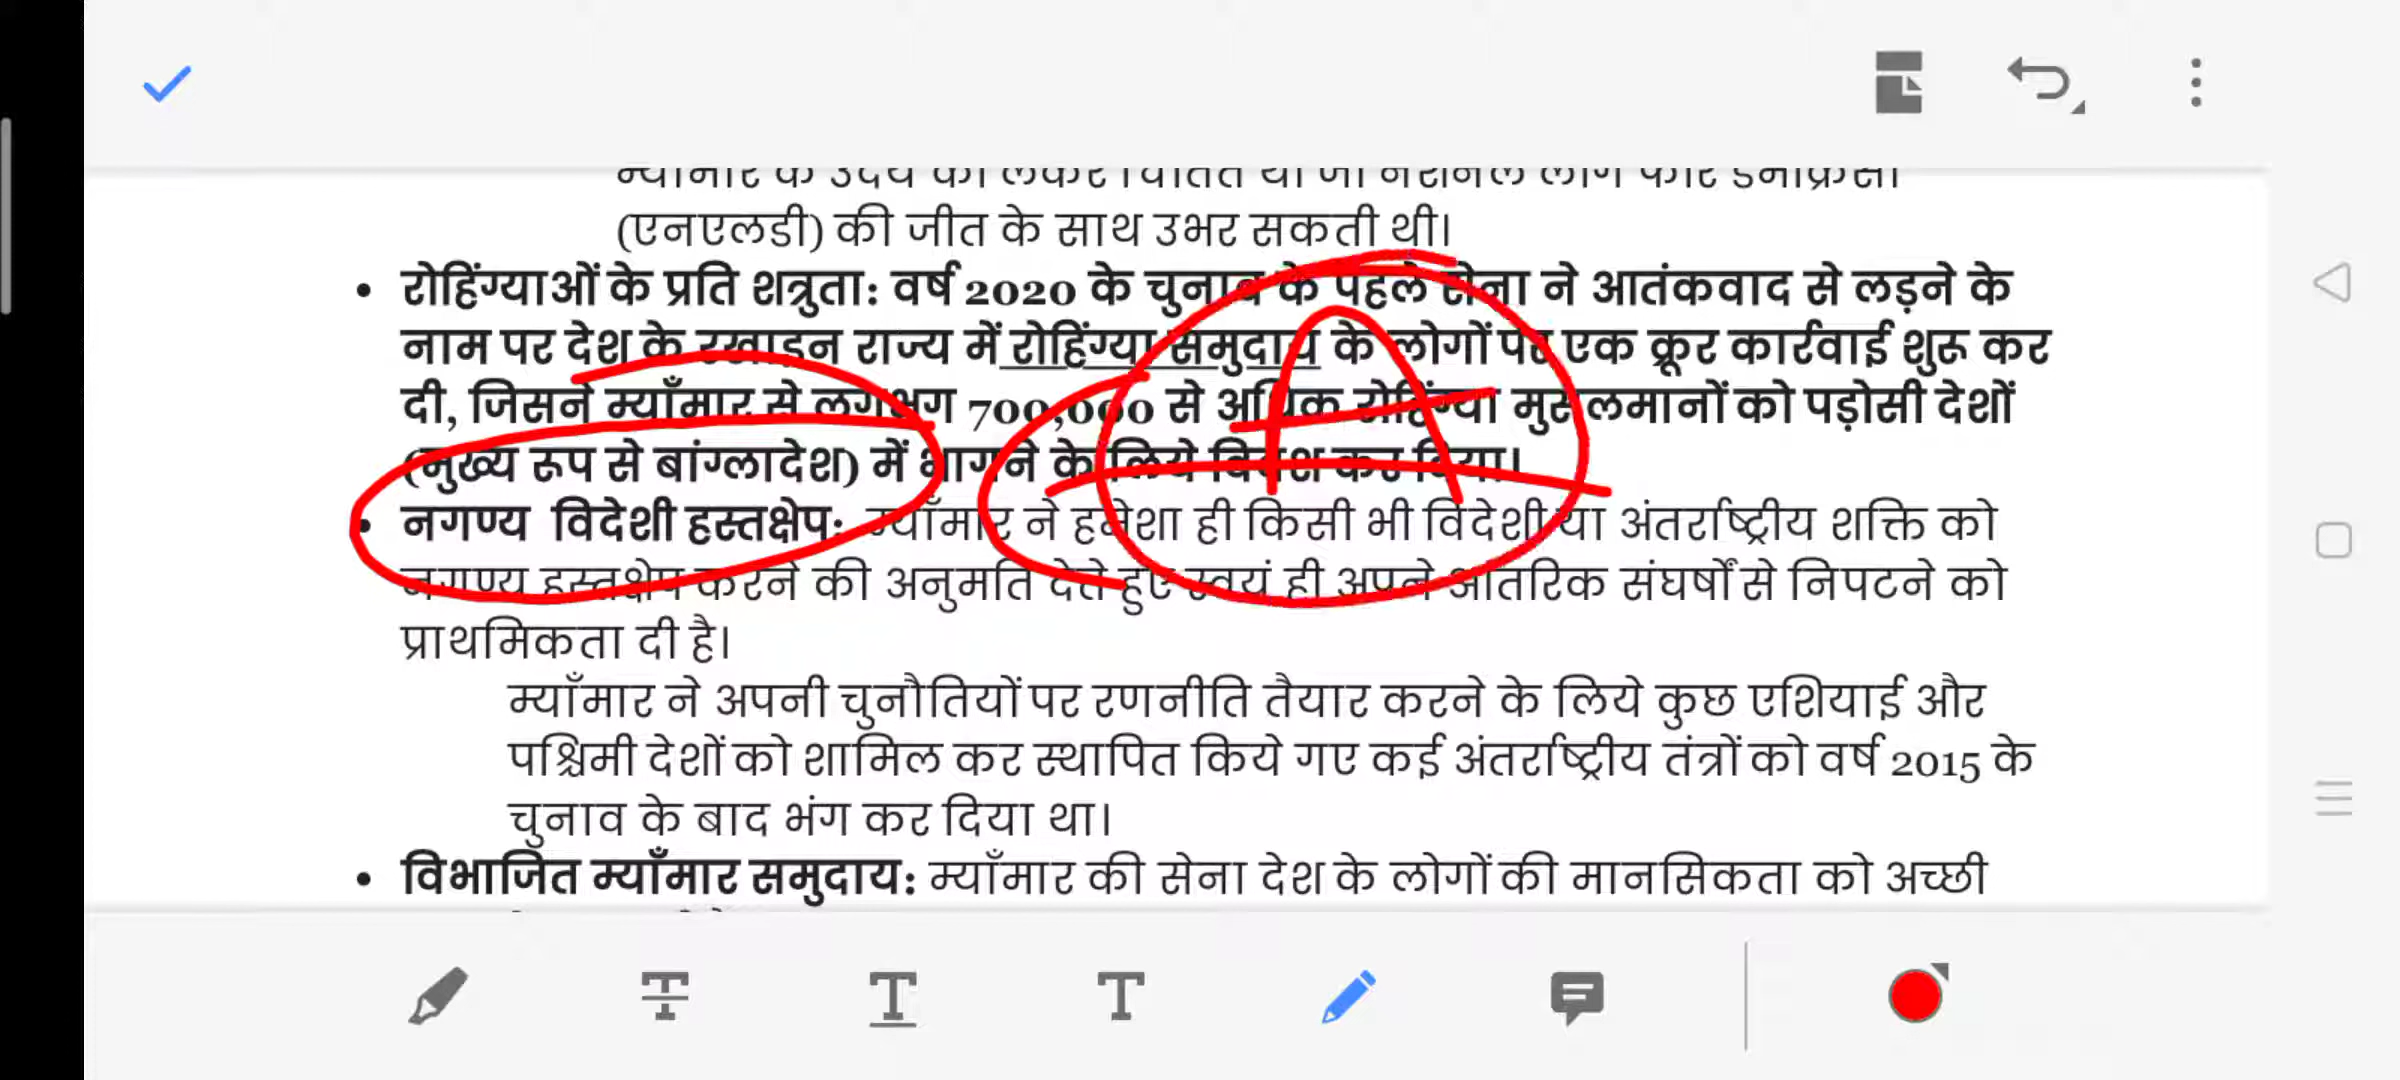 म्याँमार के उदय को लेकर चिंतित थी जो नेशनल लीग फॉर डेमोक्रेसी
(एनएलडी) की जीत के साथ उभर सकती थी।
• रोहिंग्याओं के प्रति शत्रुता: वर्ष 2020 के चुनाव के पहले सेना ने आतंकवाद से लड़ने के
नाम पर देश के रखाइन राज्य में रोहिंग्या समुदाय के लोगों पर एक क्रूर कार्रवाई शुरू कर
दी, जिसने म्याँमार से लगभग 700,000 से अधिक रोहिंग्या मुसलमानों को पड़ोसी देशों
(मुख्य रूप से बांग्लादेश) में भागने के लिये विवश कर दिया।
• नगण्य विदेशी हस्तक्षेप: म्याँमार ने हमेशा ही किसी भी विदेशी या अंतर्राष्ट्रीय शक्ति को
नगण्य हस्तक्षेप करने की अनुमति देते हुए स्वयं ही अपने आंतरिक संघर्षों से निपटने को
प्राथमिकता दी है।
म्याँमार ने अपनी चुनौतियों पर रणनीति तैयार करने के लिये कुछ एशियाई और
पश्चिमी देशों को शामिल कर स्थापित किये गए कई अंतर्राष्ट्रीय तंत्रों को वर्ष 2015 के
चुनाव के बाद भंग कर दिया था।
• विभाजित म्याँमार समुदाय: म्याँमार की सेना देश के लोगों की मानसिकता को अच्छी
A